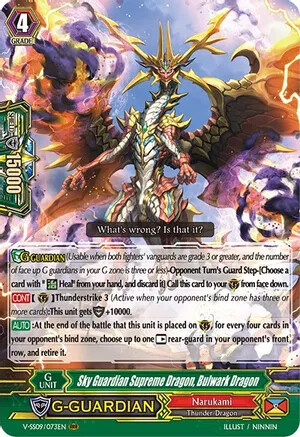 4
GRADE
15000
What's wrong? Is that it?
G GUARDIAN Usable when both fighters' vanguards are grade 3 or greater, and the
number of face up G guardians in your G zone is three or less)-Opponent Turn's Guard Step-[Choose a
card with " Heal" from your hand, and discard it] Call this card to your from face down.
CONT Thunderstrike 3 (Active when your opponent's bind zone has three or
more cards):This unit gets +10000.
AUTO :At the end of the battle that this was placed on , for every four cards in
your opponent's bind zone, choose up to one rear-guard in your opponent's front
row, and retire it.
G
UNIT
Sky Guardian Supreme Dragon, Bulwark Dragon
G-GUARDIAN
Narukami
Thunder Dragon
V-SS09/073EN RRR
ILLUST / NINNIN